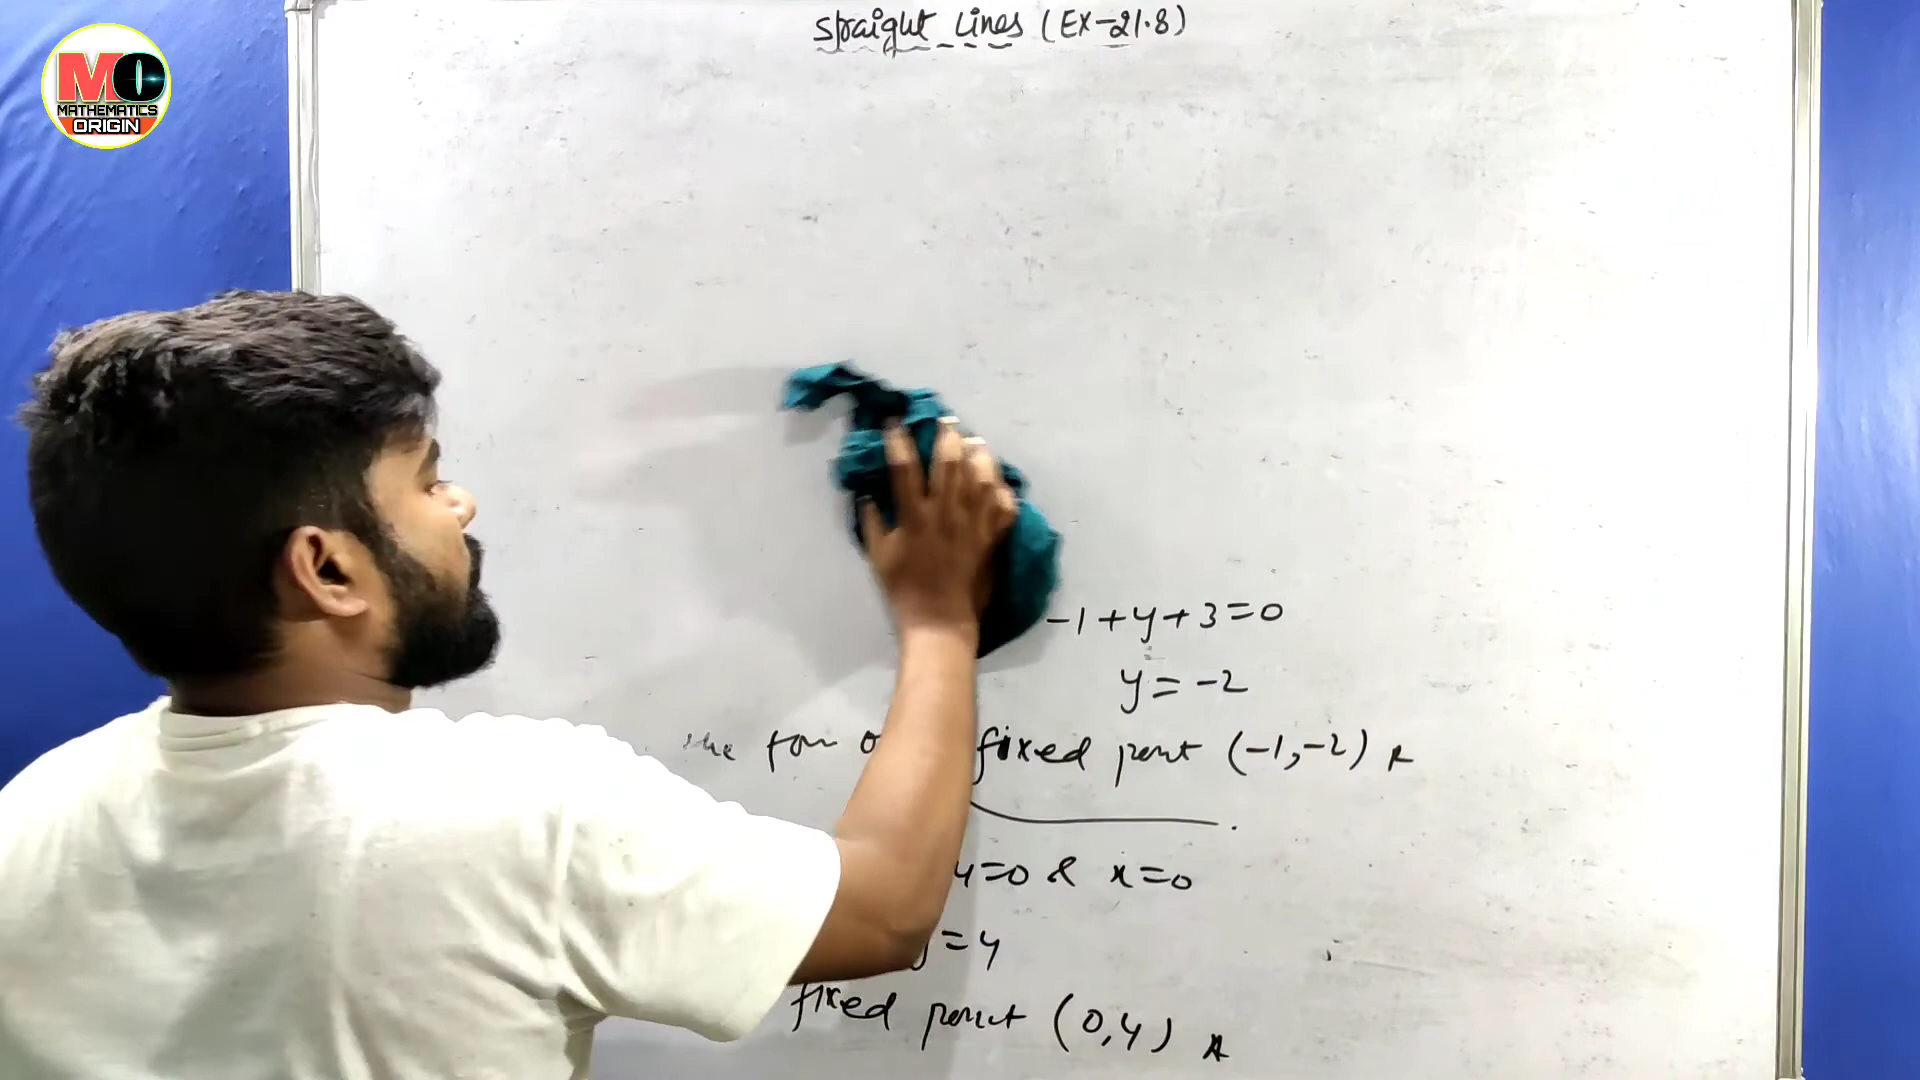 MO
MATHEMATICS
ORIGIN
Straight Lines (EX-21.8)
-1+y+3=0
y=-2
fixed point (-1,-2)
4=0 & x=0
y=4
fixed point (0,4)